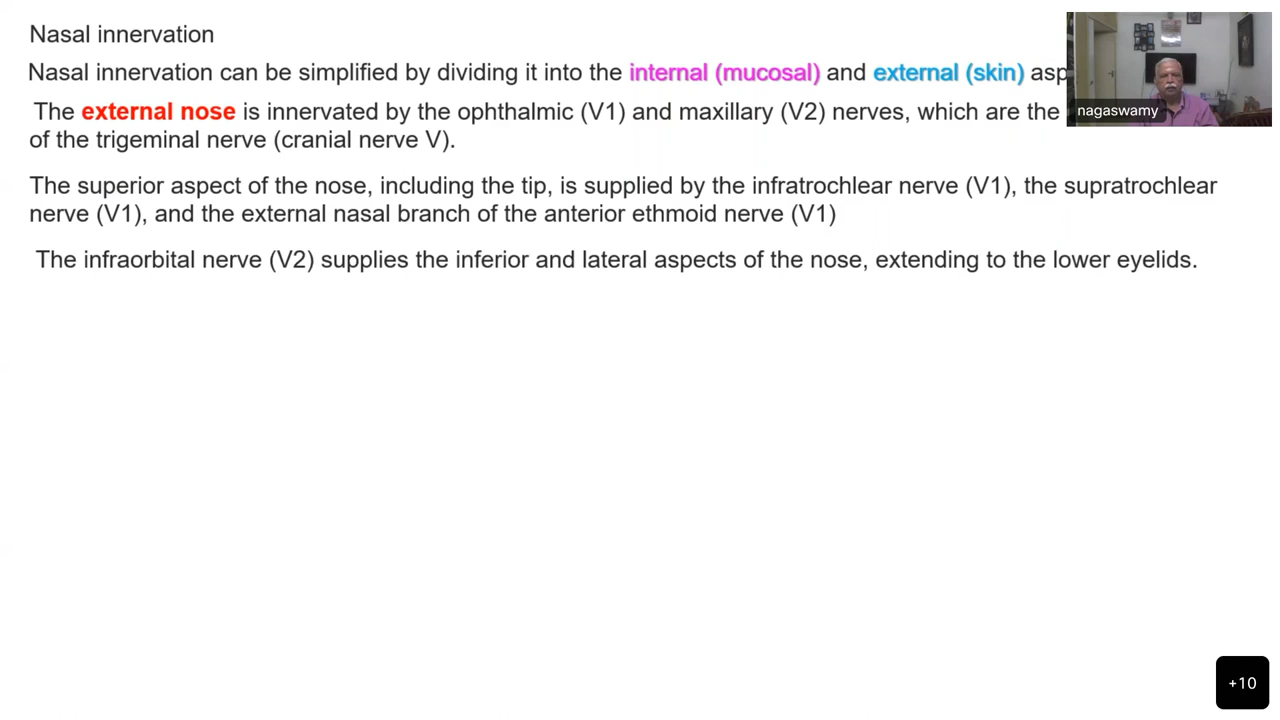 Nasal innervation
Nasal innervation can be simplified by dividing it into the internal (mucosal) and external (skin) asp
The external nose is innervated by the ophthalmic (V1) and maxillary (V2) nerves, which are the
of the trigeminal nerve (cranial nerve V).
The superior aspect of the nose, including the tip, is supplied by the infratrochlear nerve (V1), the supratrochlear
nerve (V1), and the external nasal branch of the anterior ethmoid nerve (V1)
The infraorbital nerve (V2) supplies the inferior and lateral aspects of the nose, extending to the lower eyelids.
nagaswamy
+10